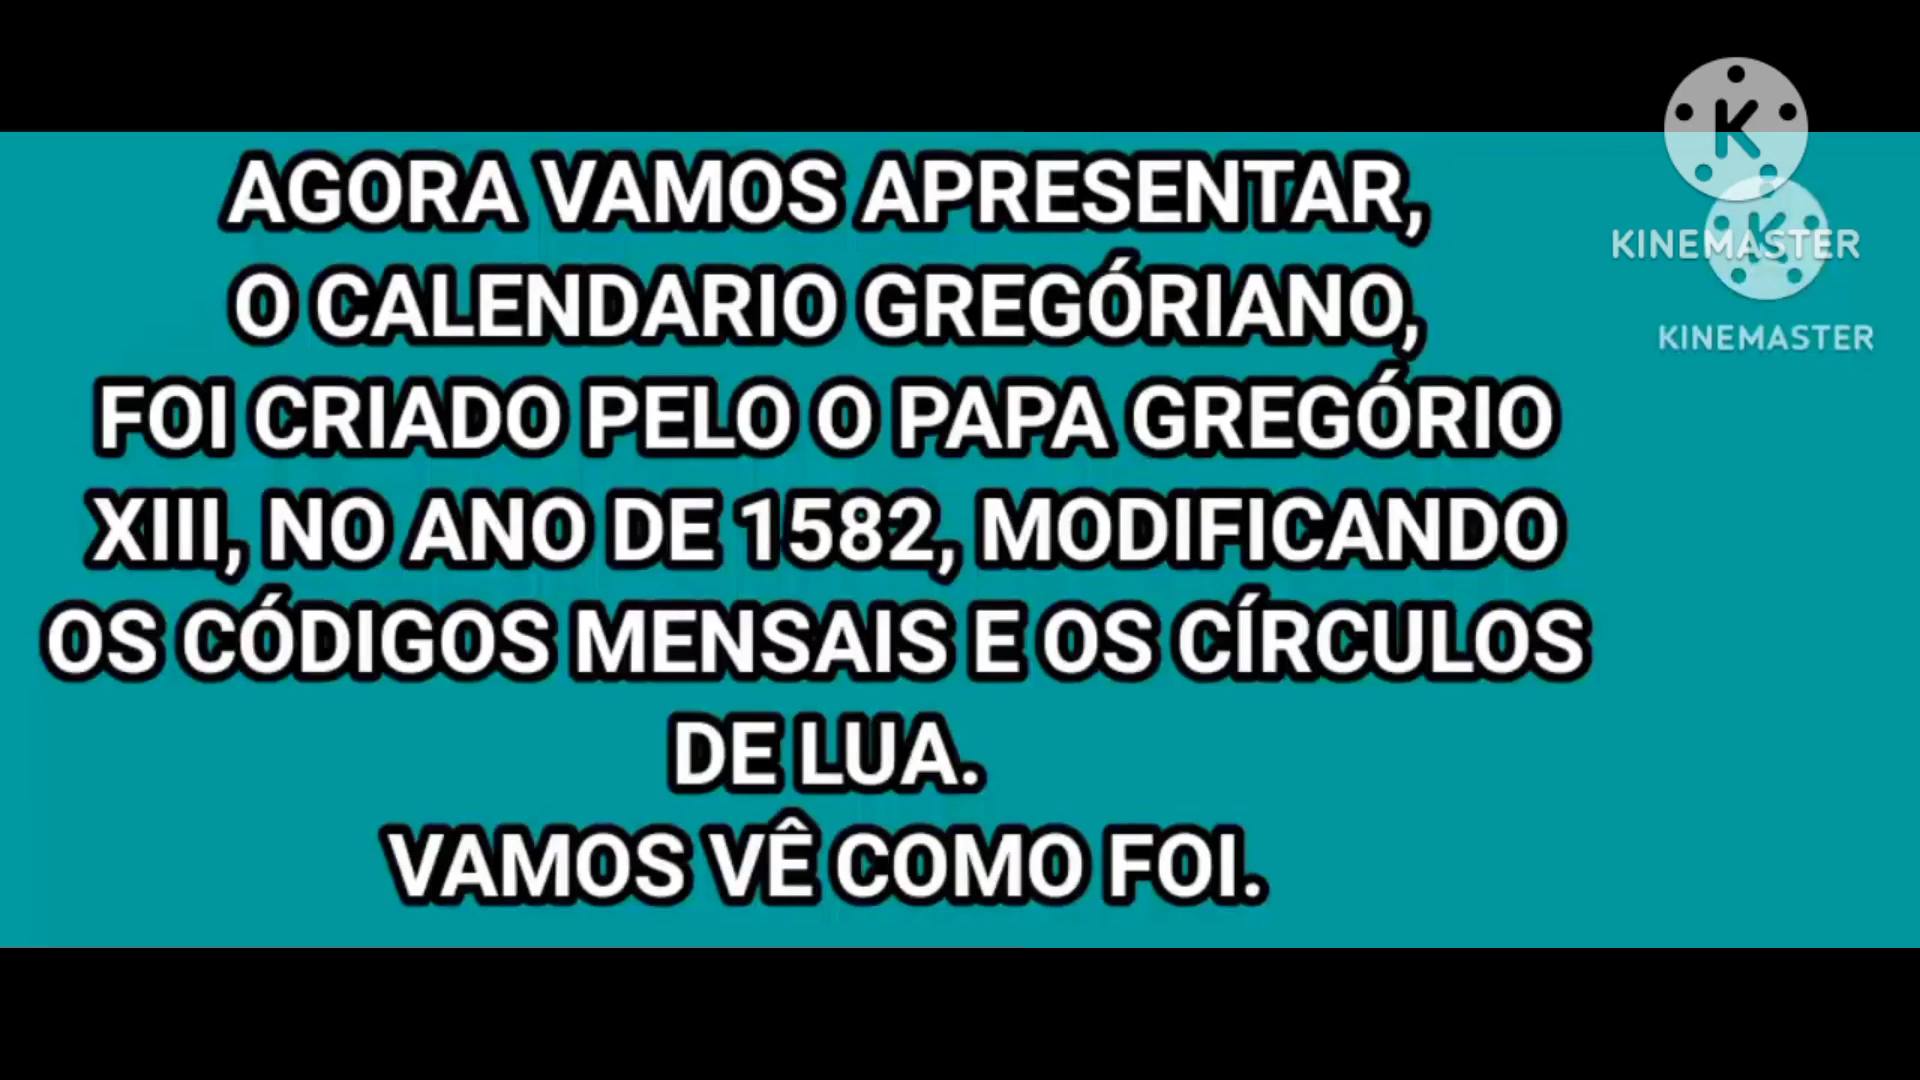 AGORA VAMOS APRESENTAR,
O CALENDARIO GREGÓRIANO,
FOI CRIADO PELO O PAPA GREGÓRIO
XIII, NO ANO DE 1582, MODIFICANDO
OS CÓDIGOS MENSAIS E OS CÍRCULOS
DE LUA.
VAMOS VÊ COMO FOI.
K
KINEMASTER
K
KINEMASTER